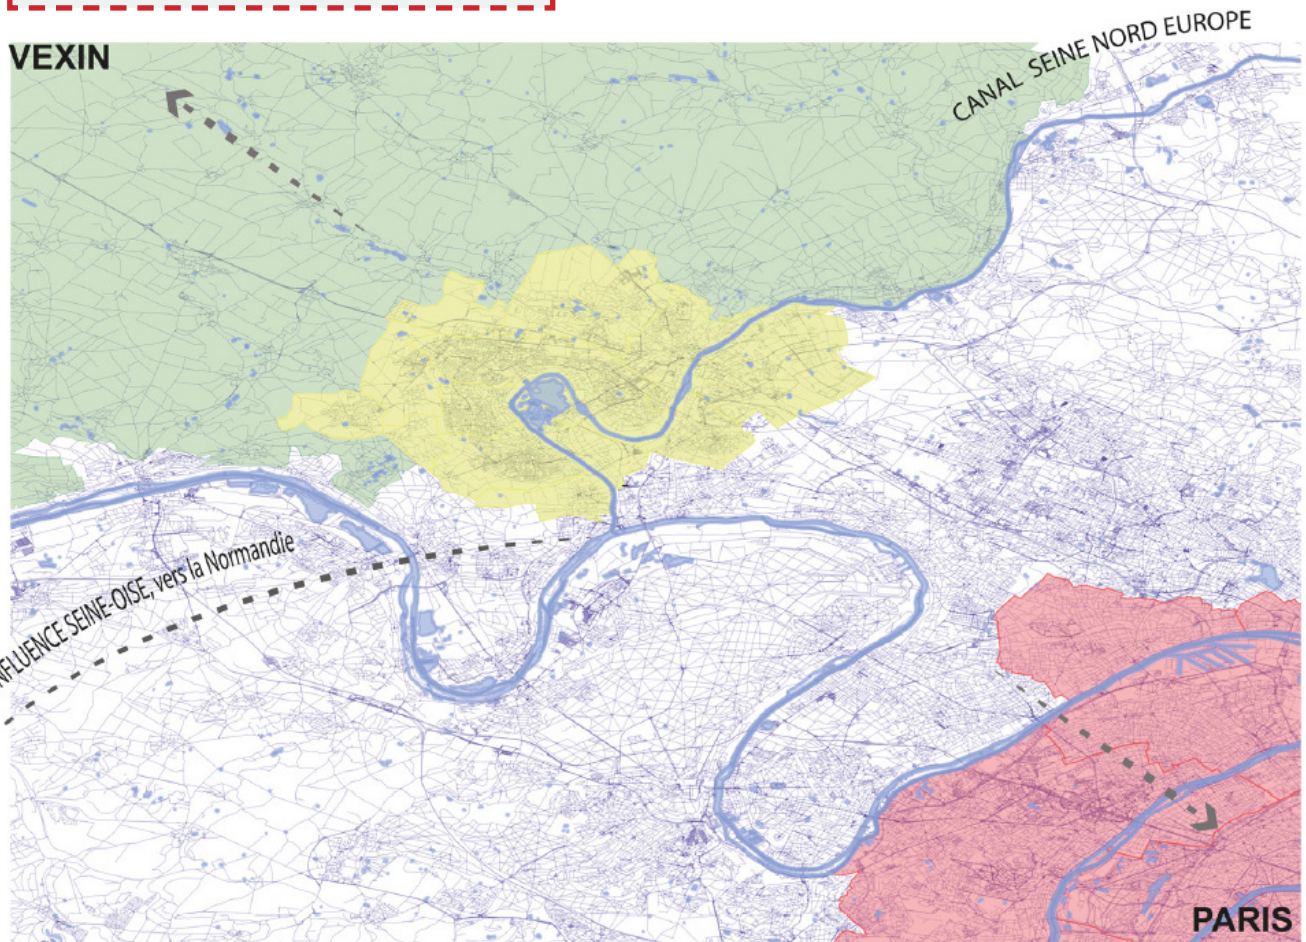 VEXIN
CANAL SEINE NORD EUROPE
NFLUENCE SEINE-OISE, vers la Normandie
PARIS